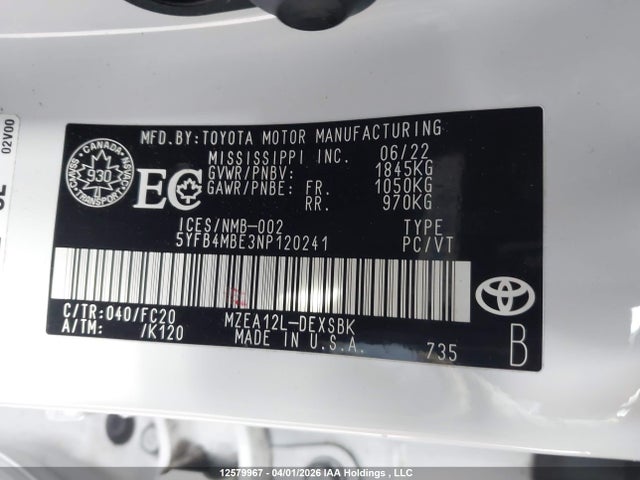 02V00
MFD.BY:TOYOTA MOTOR MANUFACTURING
MISSISSIPPI INC. 06/22
GVWR/PNBV: 1845KG
GAWR/PNBE: FR. 1050KG
RR. 970KG
CANADA
930
TRANSPORT
EC
ICES/NMB-002 TYPE
5YFB4MBE3NP120241 PC/VT
C/TR:040/FC20 MZEA12L-DEXSBK
A/TM: /K120 MADE IN U.S.A. 735
B
12579967 - 04/01/2026 IAA Holdings , LLC